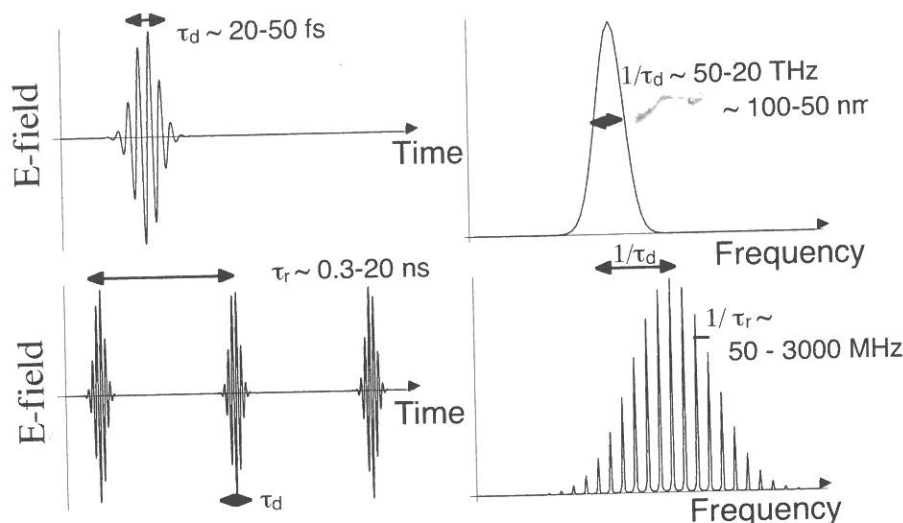 τd ~ 20-50 fs
E-field
Time
1/τd ~ 50-20 THz
~ 100-50 nm
Frequency
τr ~ 0.3-20 ns
E-field
Time
τd
1/τd
1/ τr ~
50 - 3000 MHz
Frequency